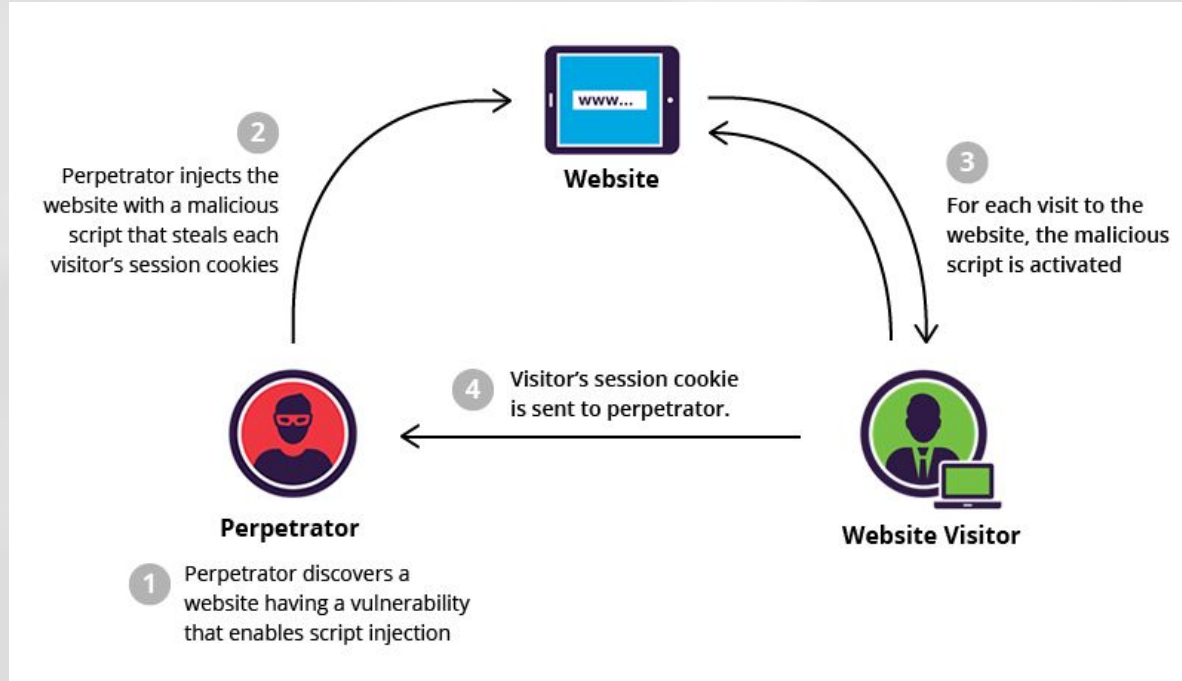 www...
Website
2
Perpetrator injects the
website with a malicious
script that steals each
visitor's session cookies
3
For each visit to the
website, the malicious
script is activated
4
Visitor's session cookie
is sent to perpetrator.
Perpetrator
Website Visitor
1
Perpetrator discovers a
website having a vulnerability
that enables script injection